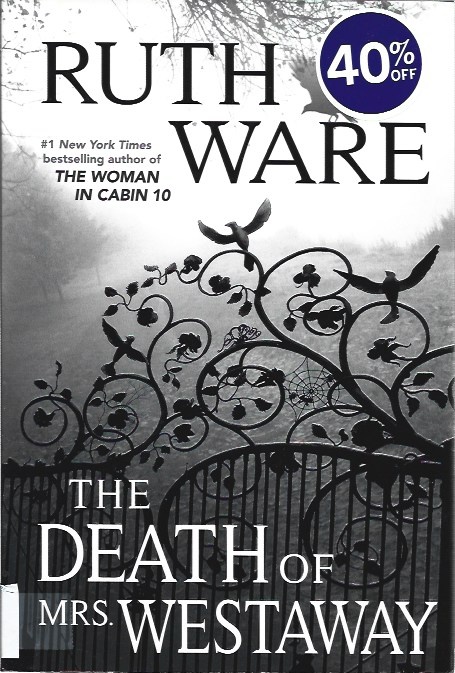 RUTH
WARE
40% OFF
#1 New York Times
bestselling author of
THE WOMAN
IN CABIN 10
THE
DEATH OF
MRS. WESTAWAY